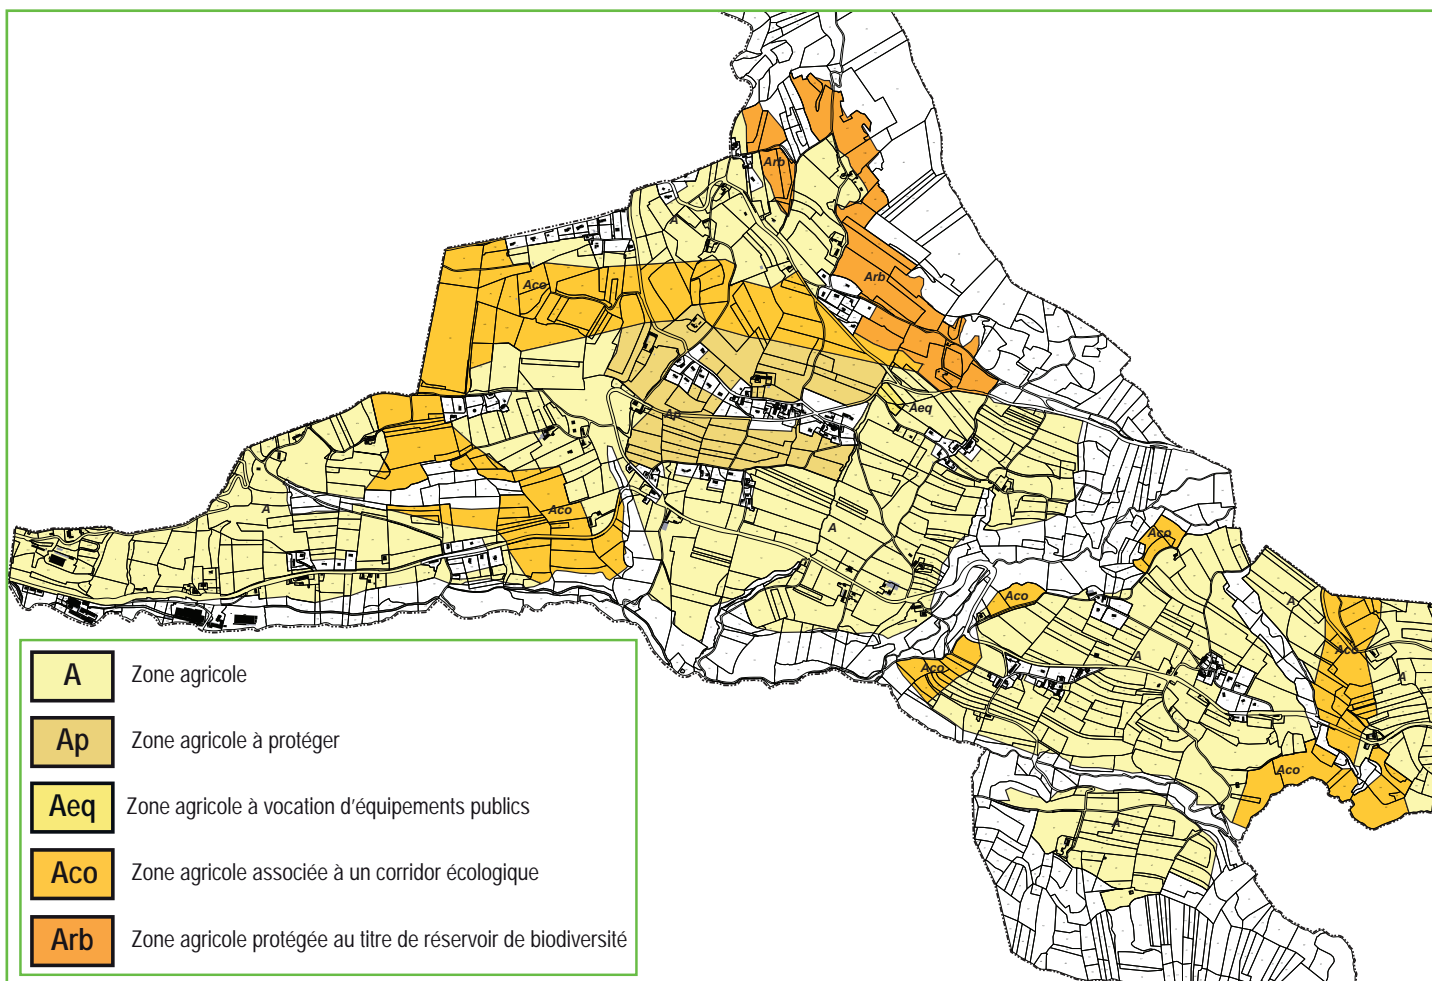 Arb
A
Arb
Aco
Ap
Aeq
A
Aco
A
Aco
Aco
Aco
A
A
Aco
A
Aco
A
A Zone agricole
Ap Zone agricole à protéger
Aeq Zone agricole à vocation d'équipements publics
Aco Zone agricole associée à un corridor écologique
Arb Zone agricole protégée au titre de réservoir de biodiversité